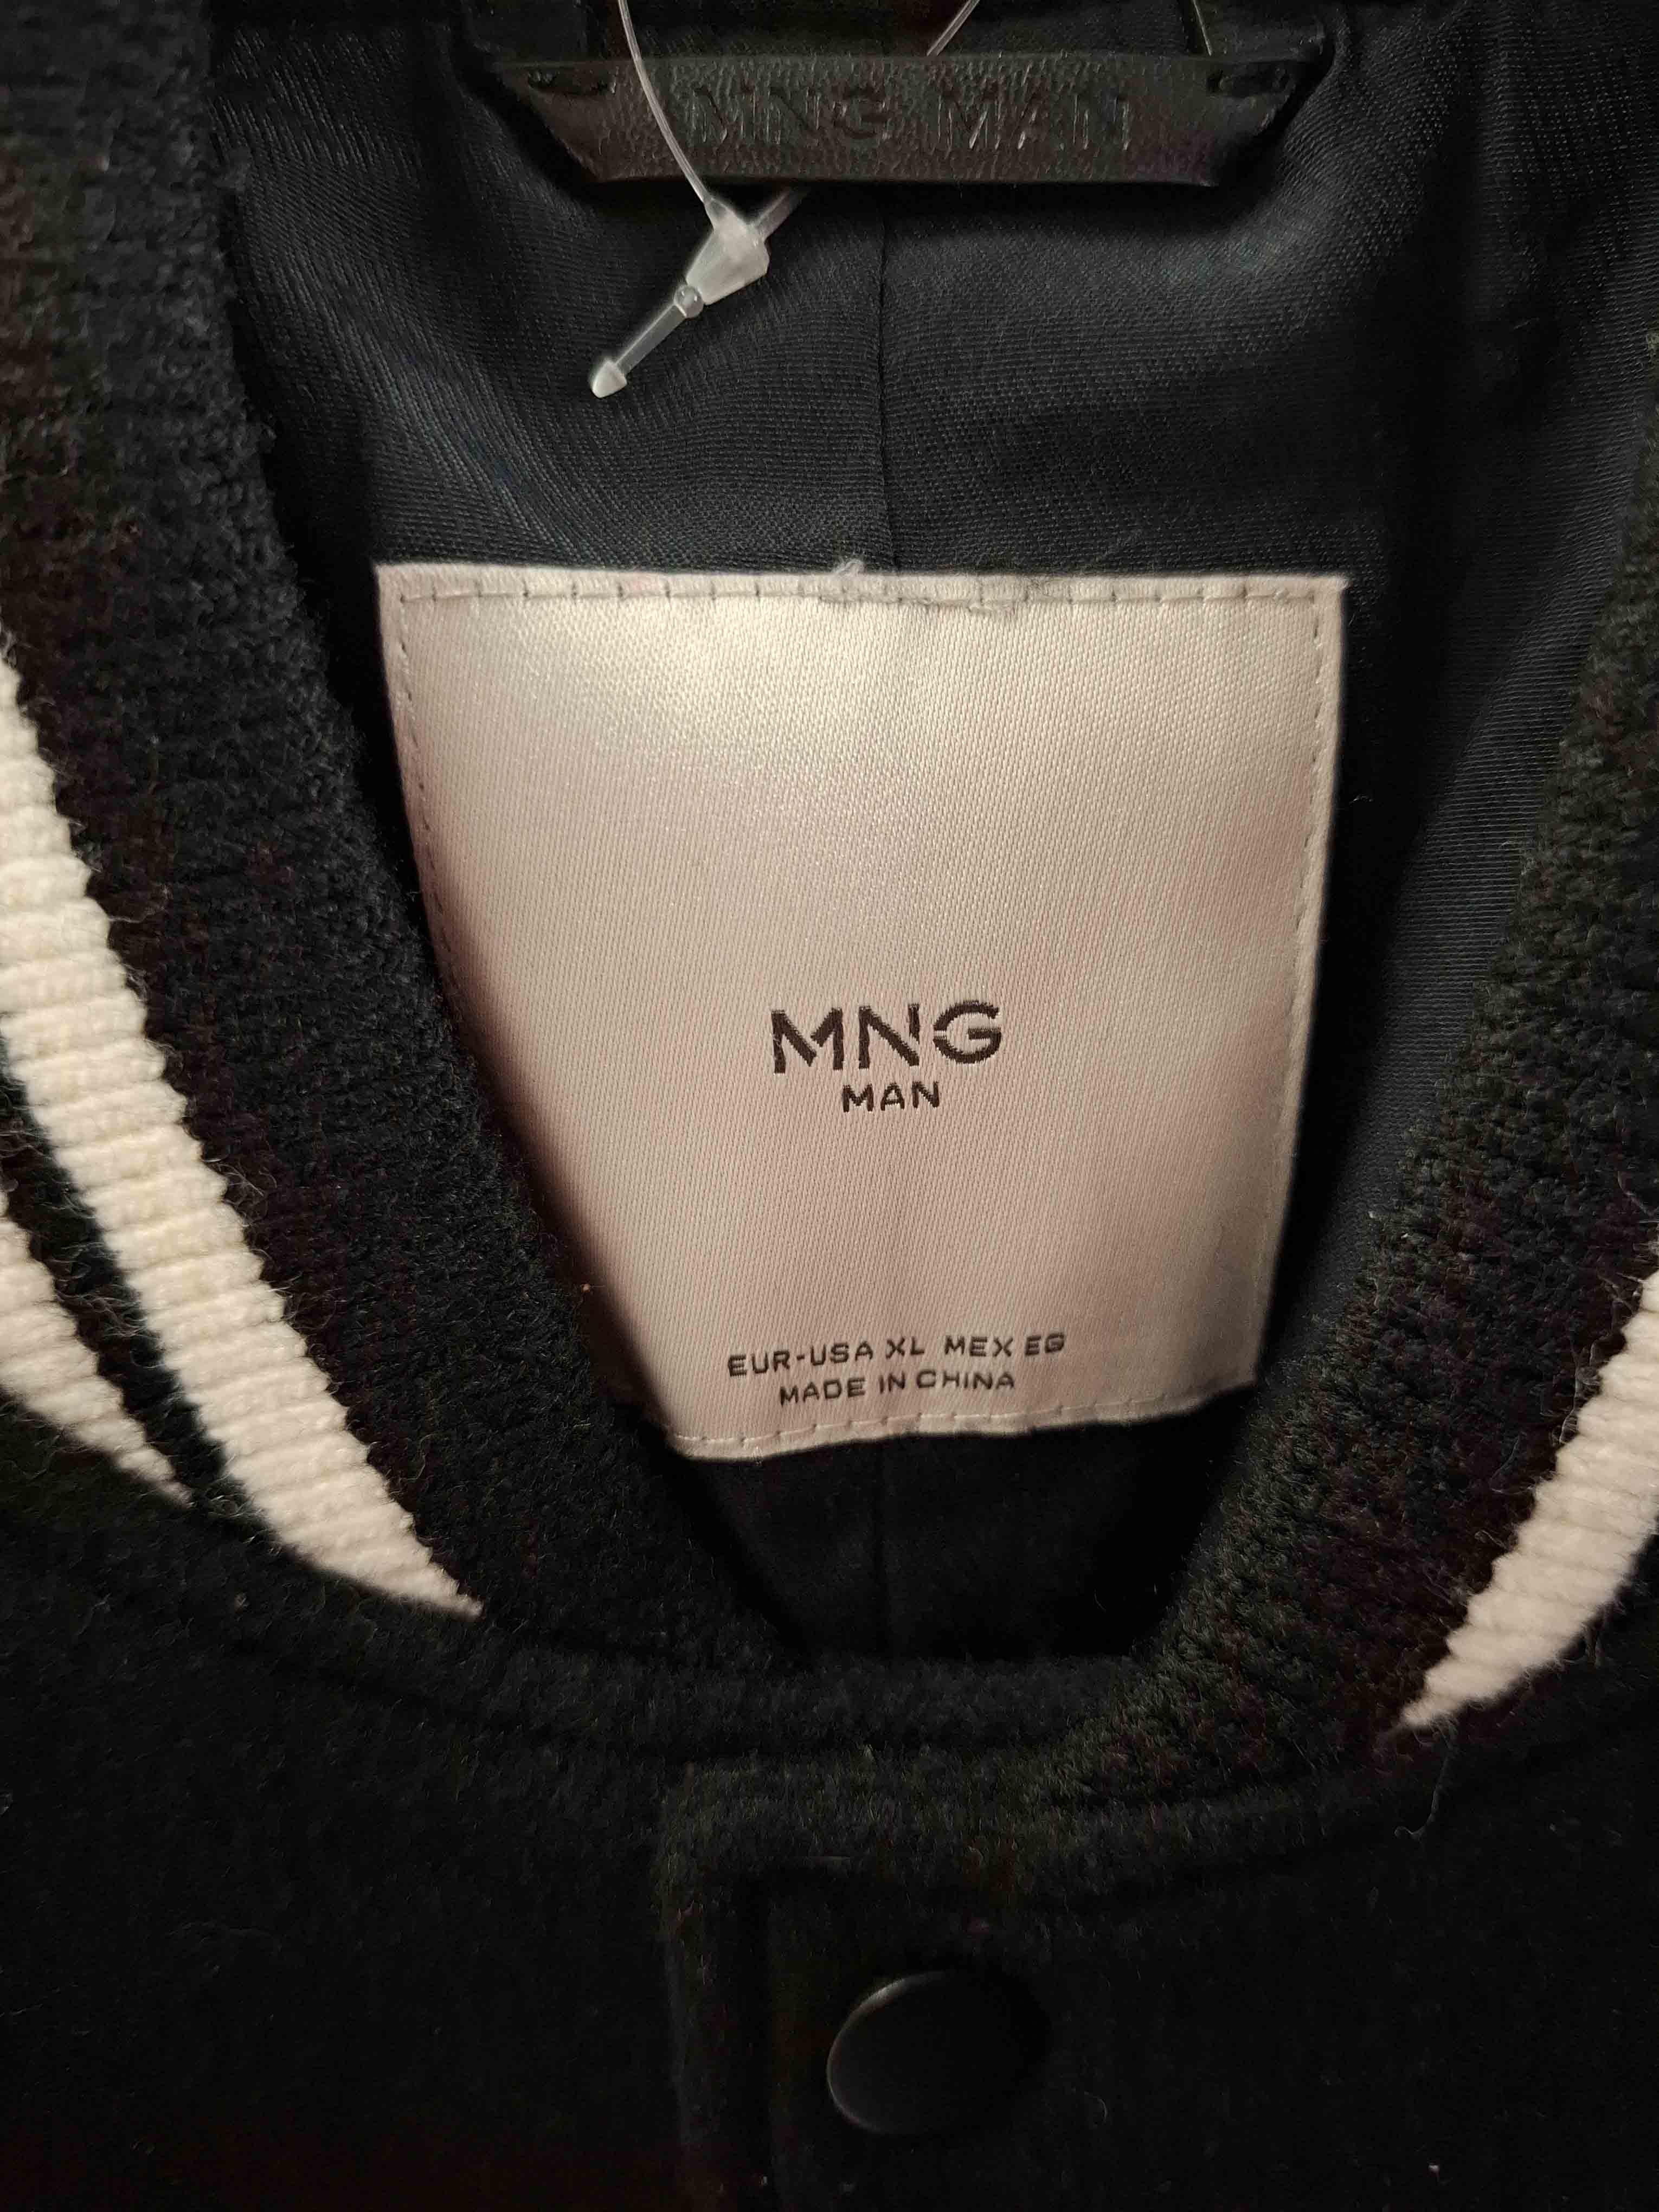 MNG MAN
MNG
MAN
EUR-USA XL MEX EG
MADE IN CHINA